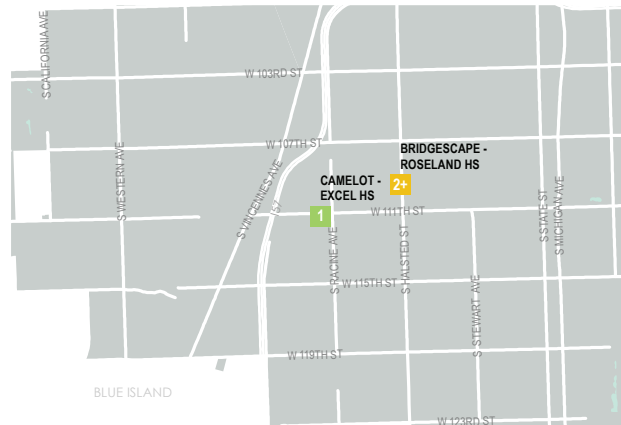 S CALIFORNIA AVE
W 103RD ST
S WESTERN AVE
W 107TH ST
BRIDGESCAPE -
ROSELAND HS
CAMELOT -
EXCEL HS
2+
1
S VINCENNES AVE
I-57
W 111TH ST
S RACINE AVE
S HALSTED ST
S STATE ST
S MICHIGAN AVE
W 115TH ST
S STEWART AVE
W 119TH ST
BLUE ISLAND
W 123RD ST